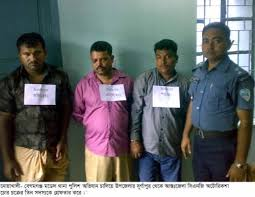 নোয়াখালী- বেগমগঞ্জ মডেল থানা পুলিশ অভিযান চালিয়ে উপজেলার দূর্গাপুর থেকে আন্তঃজেলা সিএনজি অটোরিকশা
চোর চক্রের তিন সদস্যকে গ্রেফতার করে ।